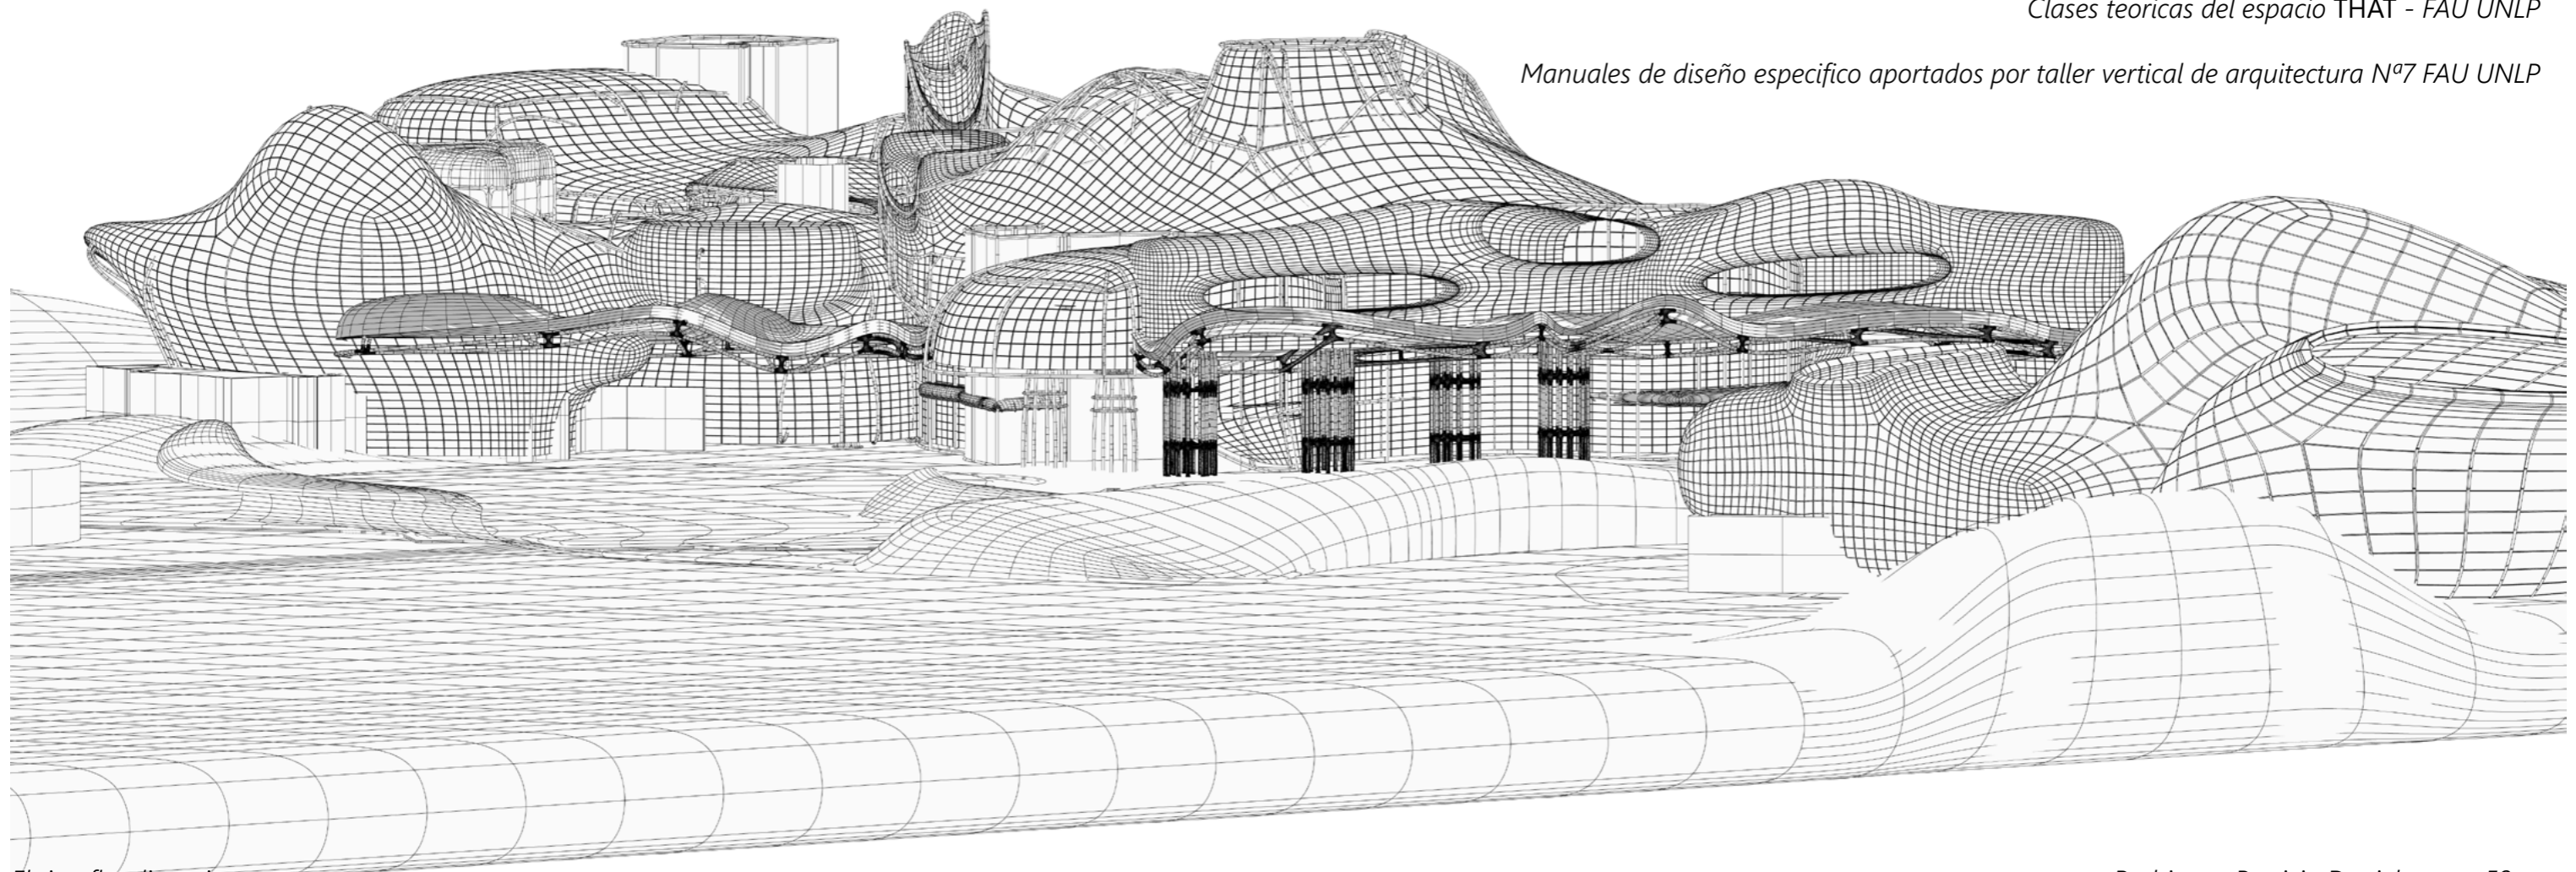 Clases teoricas del espacio THAT - FAU UNLP
Manuales de diseño especifico aportados por taller vertical de arquitectura Nª7 FAU UNLP